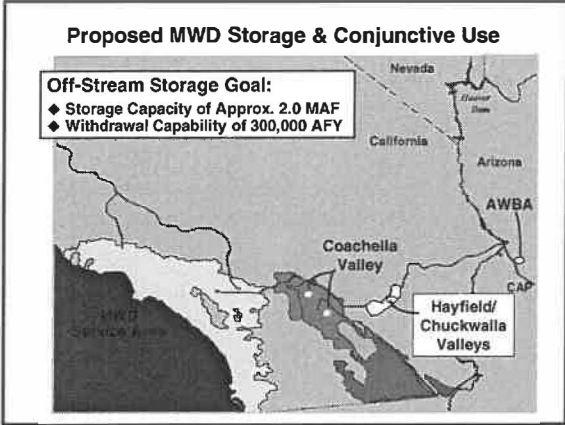 Proposed MWD Storage & Conjunctive Use
Off-Stream Storage Goal:
◆ Storage Capacity of Approx. 2.0 MAF
◆ Withdrawal Capability of 300,000 AFY
Nevada
Hoover
Dam
California
Arizona
AWBA
Coachella
Valley
CAP
Hayfield/
Chuckwalla
Valleys
MWD
Service Area